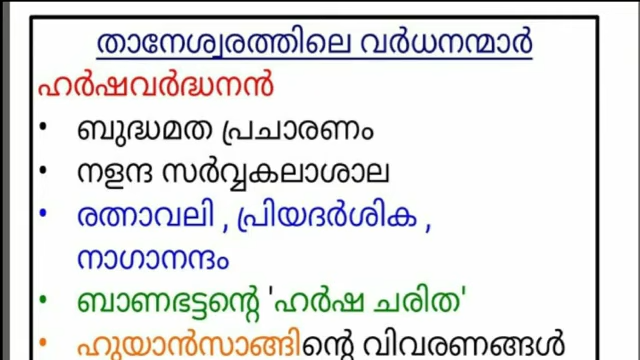 താനേശ്വരത്തിലെ വർധനന്മാർ
ഹർഷവർദ്ധനൻ
• ബുദ്ധമത പ്രചാരണം
• നളന്ദ സർവ്വകലാശാല
• രത്നാവലി , പ്രിയദർശിക ,
നാഗാനന്ദം
• ബാണഭട്ടന്റെ 'ഹർഷ ചരിത'
• ഹുയാൻസാങ്ങിന്റെ വിവരണങ്ങൾ